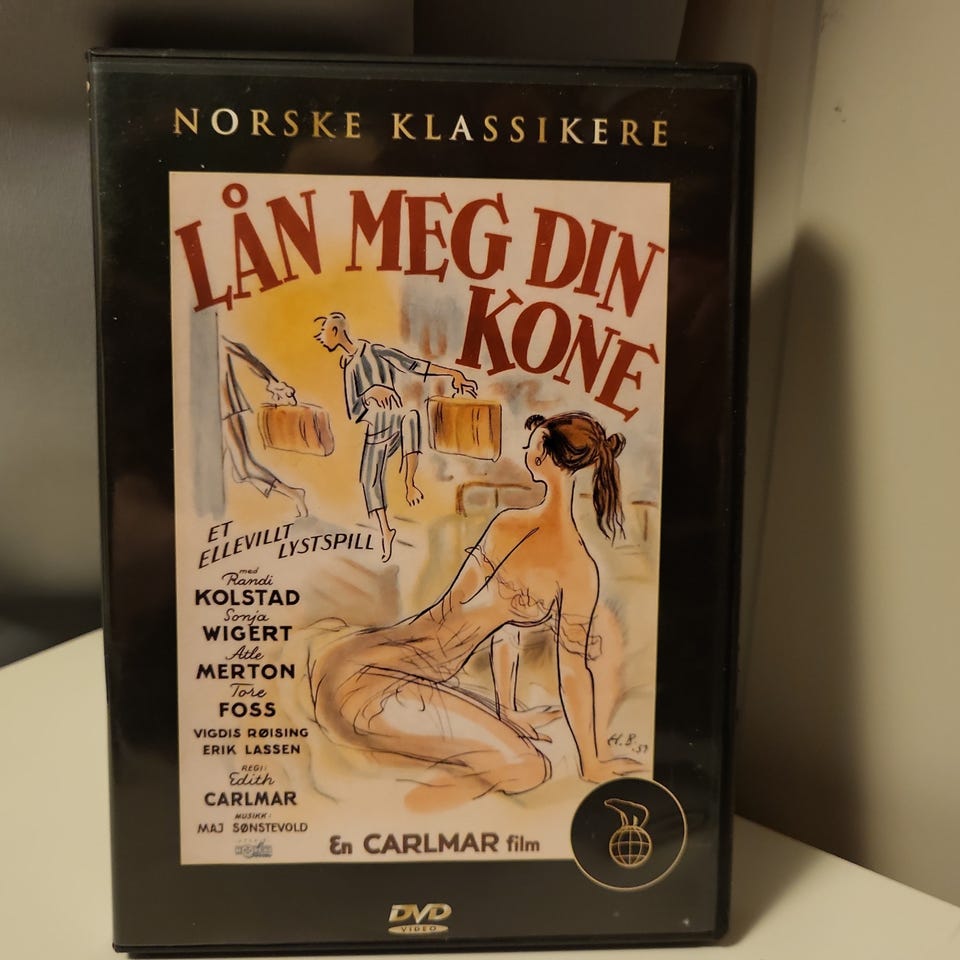 NORSKE KLASSIKERE
LÅN MEG DIN
KONE
ET
ELLEVILLT
LYSTSPILL
med
Randi
KOLSTAD
Sonja
WIGERT
Atle
MERTON
Tore
FOSS
VIGDIS RØISING
ERIK LASSEN
REGI:
Edith
CARLMAR
MUSIKK:
MAJ SØNSTEVOLD
En CARLMAR film
H.B.
DVD
VIDEO